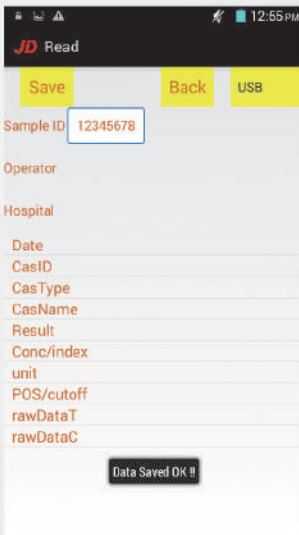 12:55 PM
JD Read
Save Back USB
Sample ID 12345678
Operator
Hospital
Date
CasID
CasType
CasName
Result
Conc/index
unit
POS/cutoff
rawDataT
rawDataC
Data Saved OK !!